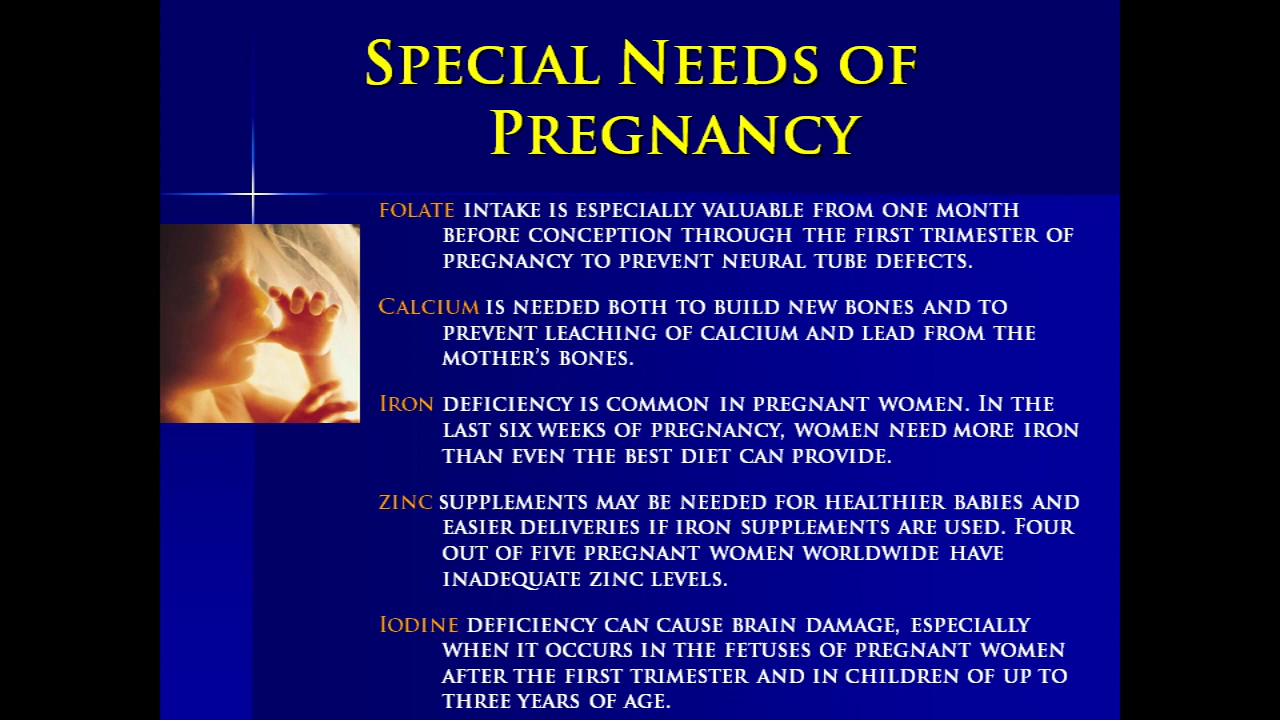 Special Needs of
Pregnancy
folate intake is especially valuable from one month
before conception through the first trimester of
pregnancy to prevent neural tube defects.
Calcium is needed both to build new bones and to
prevent leaching of calcium and lead from the
mother's bones.
Iron deficiency is common in pregnant women. In the
last six weeks of pregnancy, women need more iron
than even the best diet can provide.
zinc supplements may be needed for healthier babies and
easier deliveries if iron supplements are used. Four
out of five pregnant women worldwide have
inadequate zinc levels.
Iodine deficiency can cause brain damage, especially
when it occurs in the fetuses of pregnant women
after the first trimester and in children of up to
three years of age.